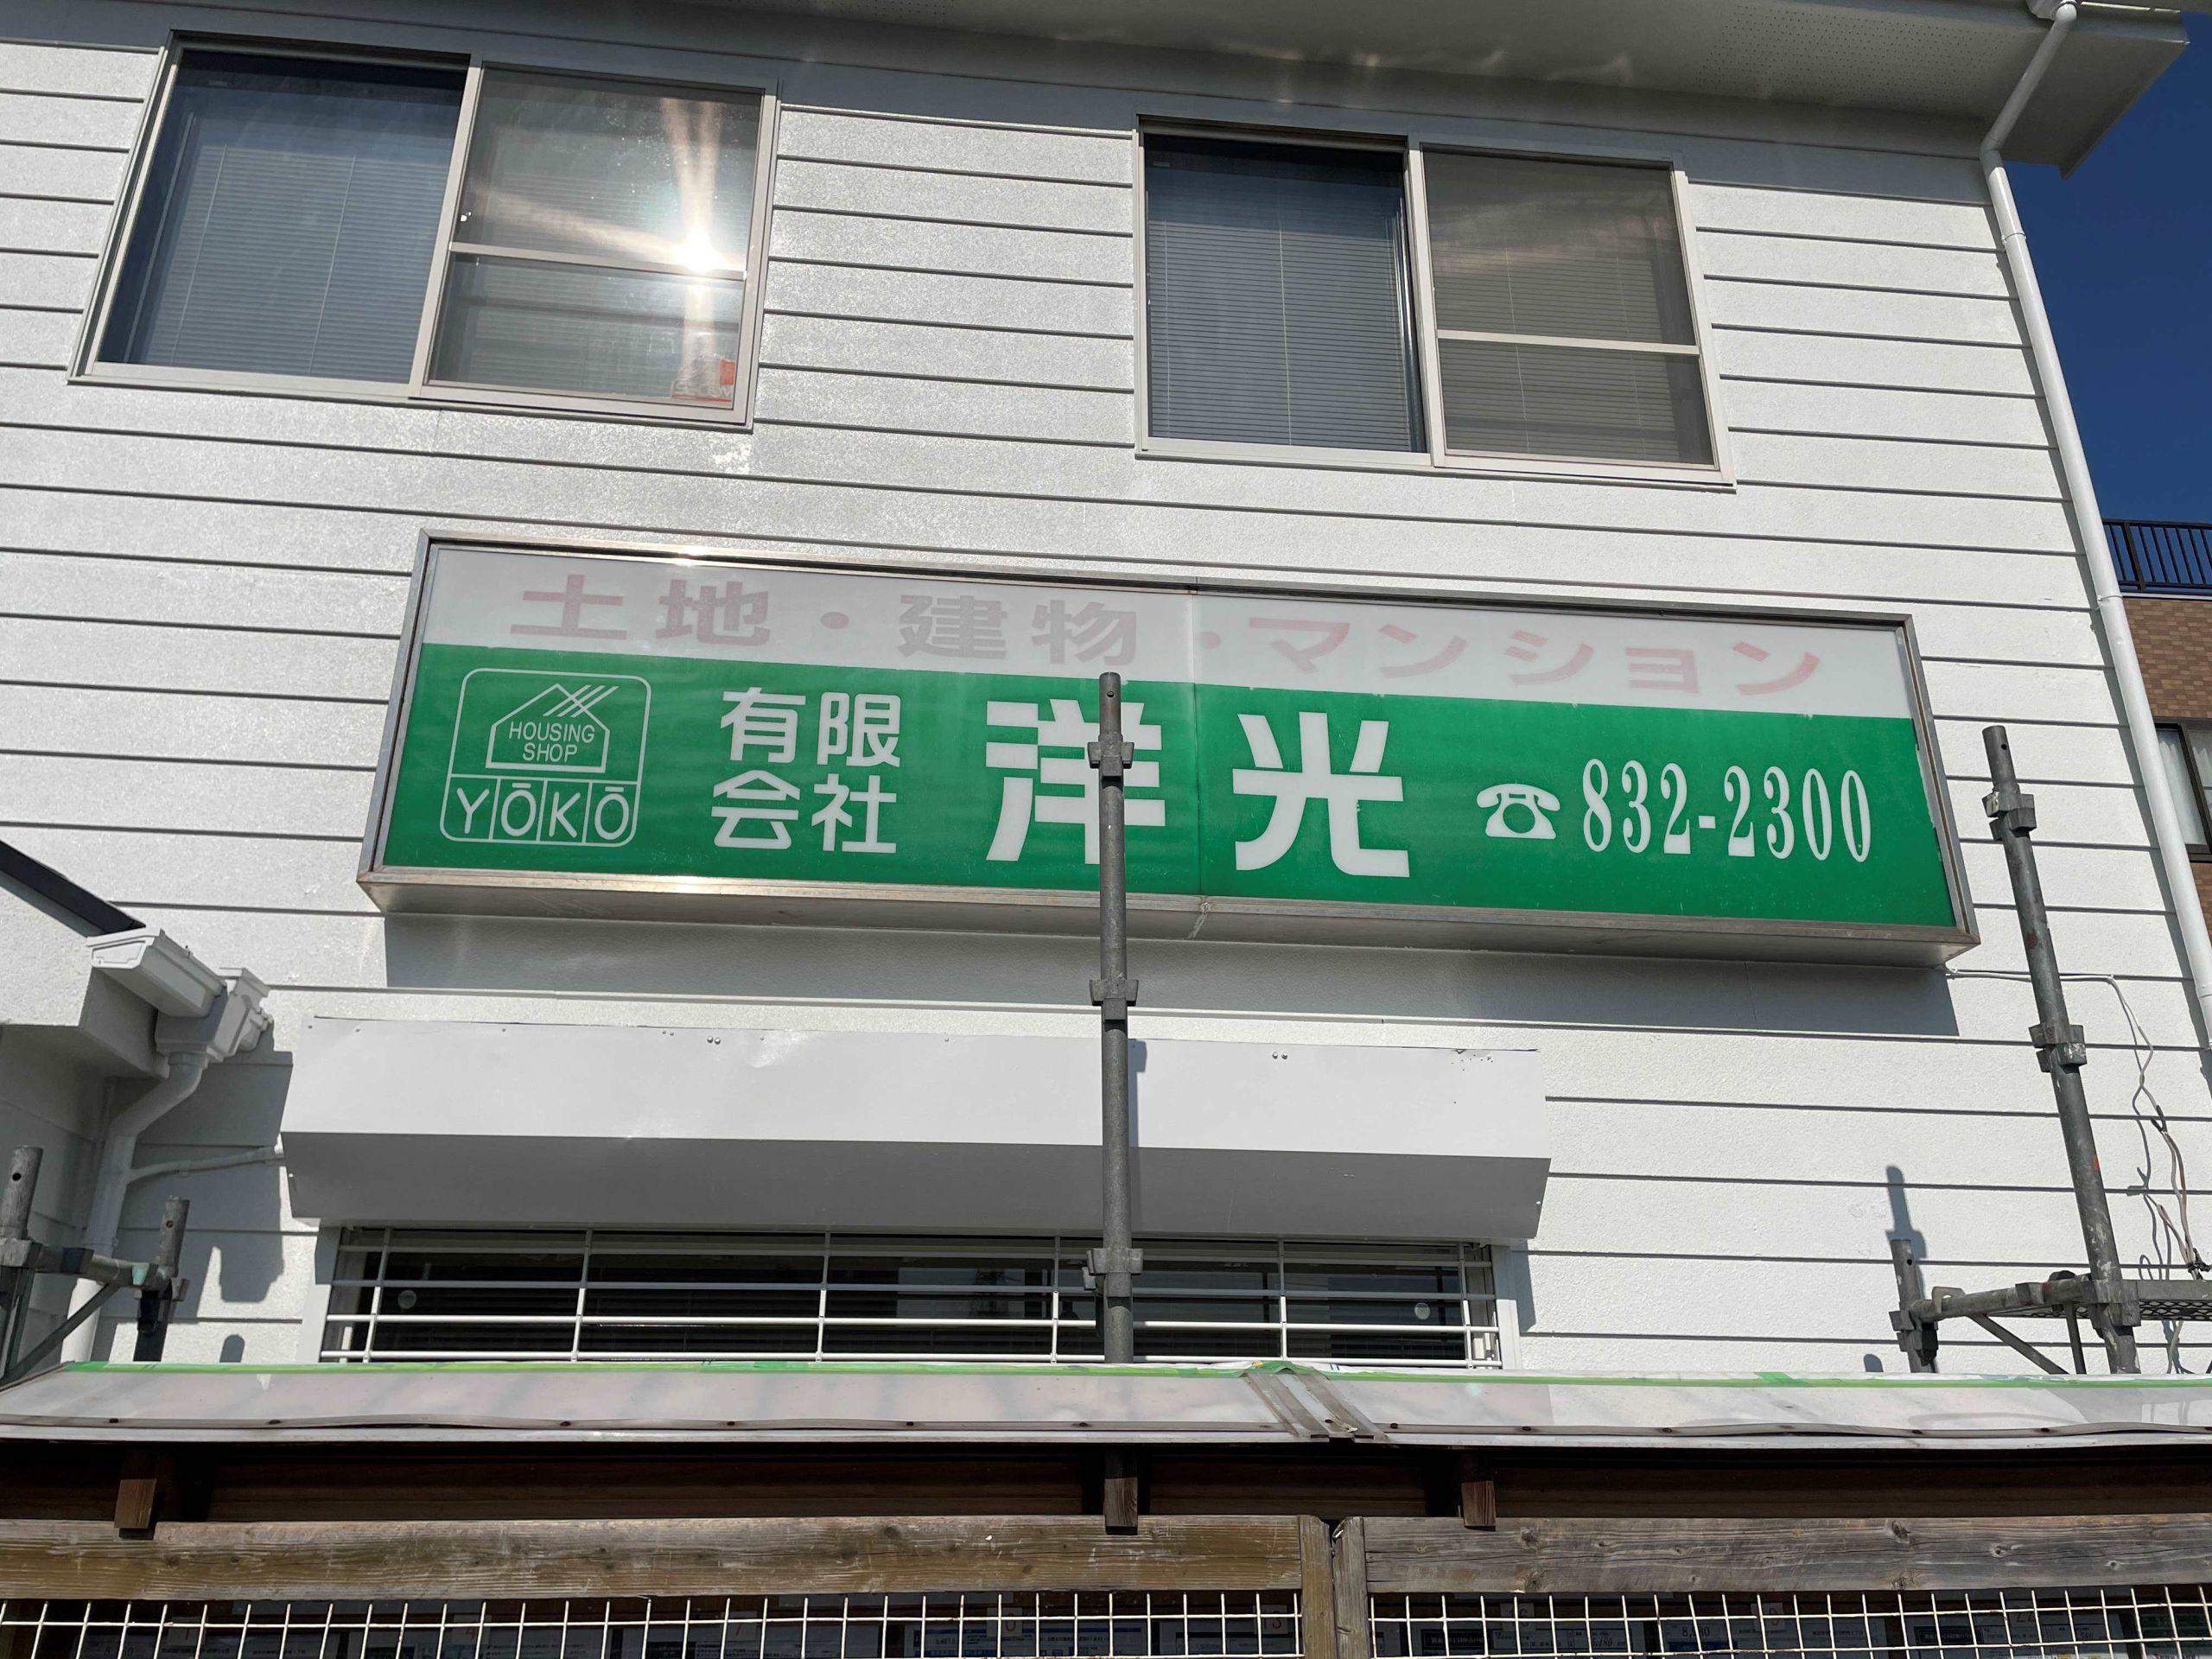 土地・建物・マンション
HOUSING
SHOP
YŌKŌ
有限
会社
洋光
☎832-2300